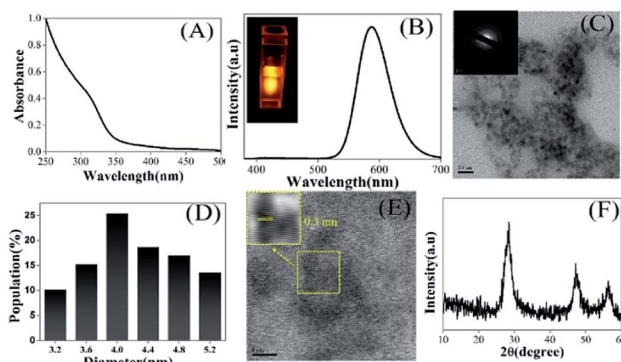 (A)
Absorbance
1.0
0.8
0.6
0.4
0.2
0.0
250 300 350 400 450 500
Wavelength(nm)
(B)
Intensity(a.u)
400 500 600 700
Wavelength(nm)
(C)
(D)
Population(%)
25
20
15
10
5
0
3.2 3.6 4.0 4.4 4.8 5.2
Diameter(nm)
(E)
0.3 nm
(F)
Intensity(a.u)
10 20 30 40 50 60
2θ(degree)